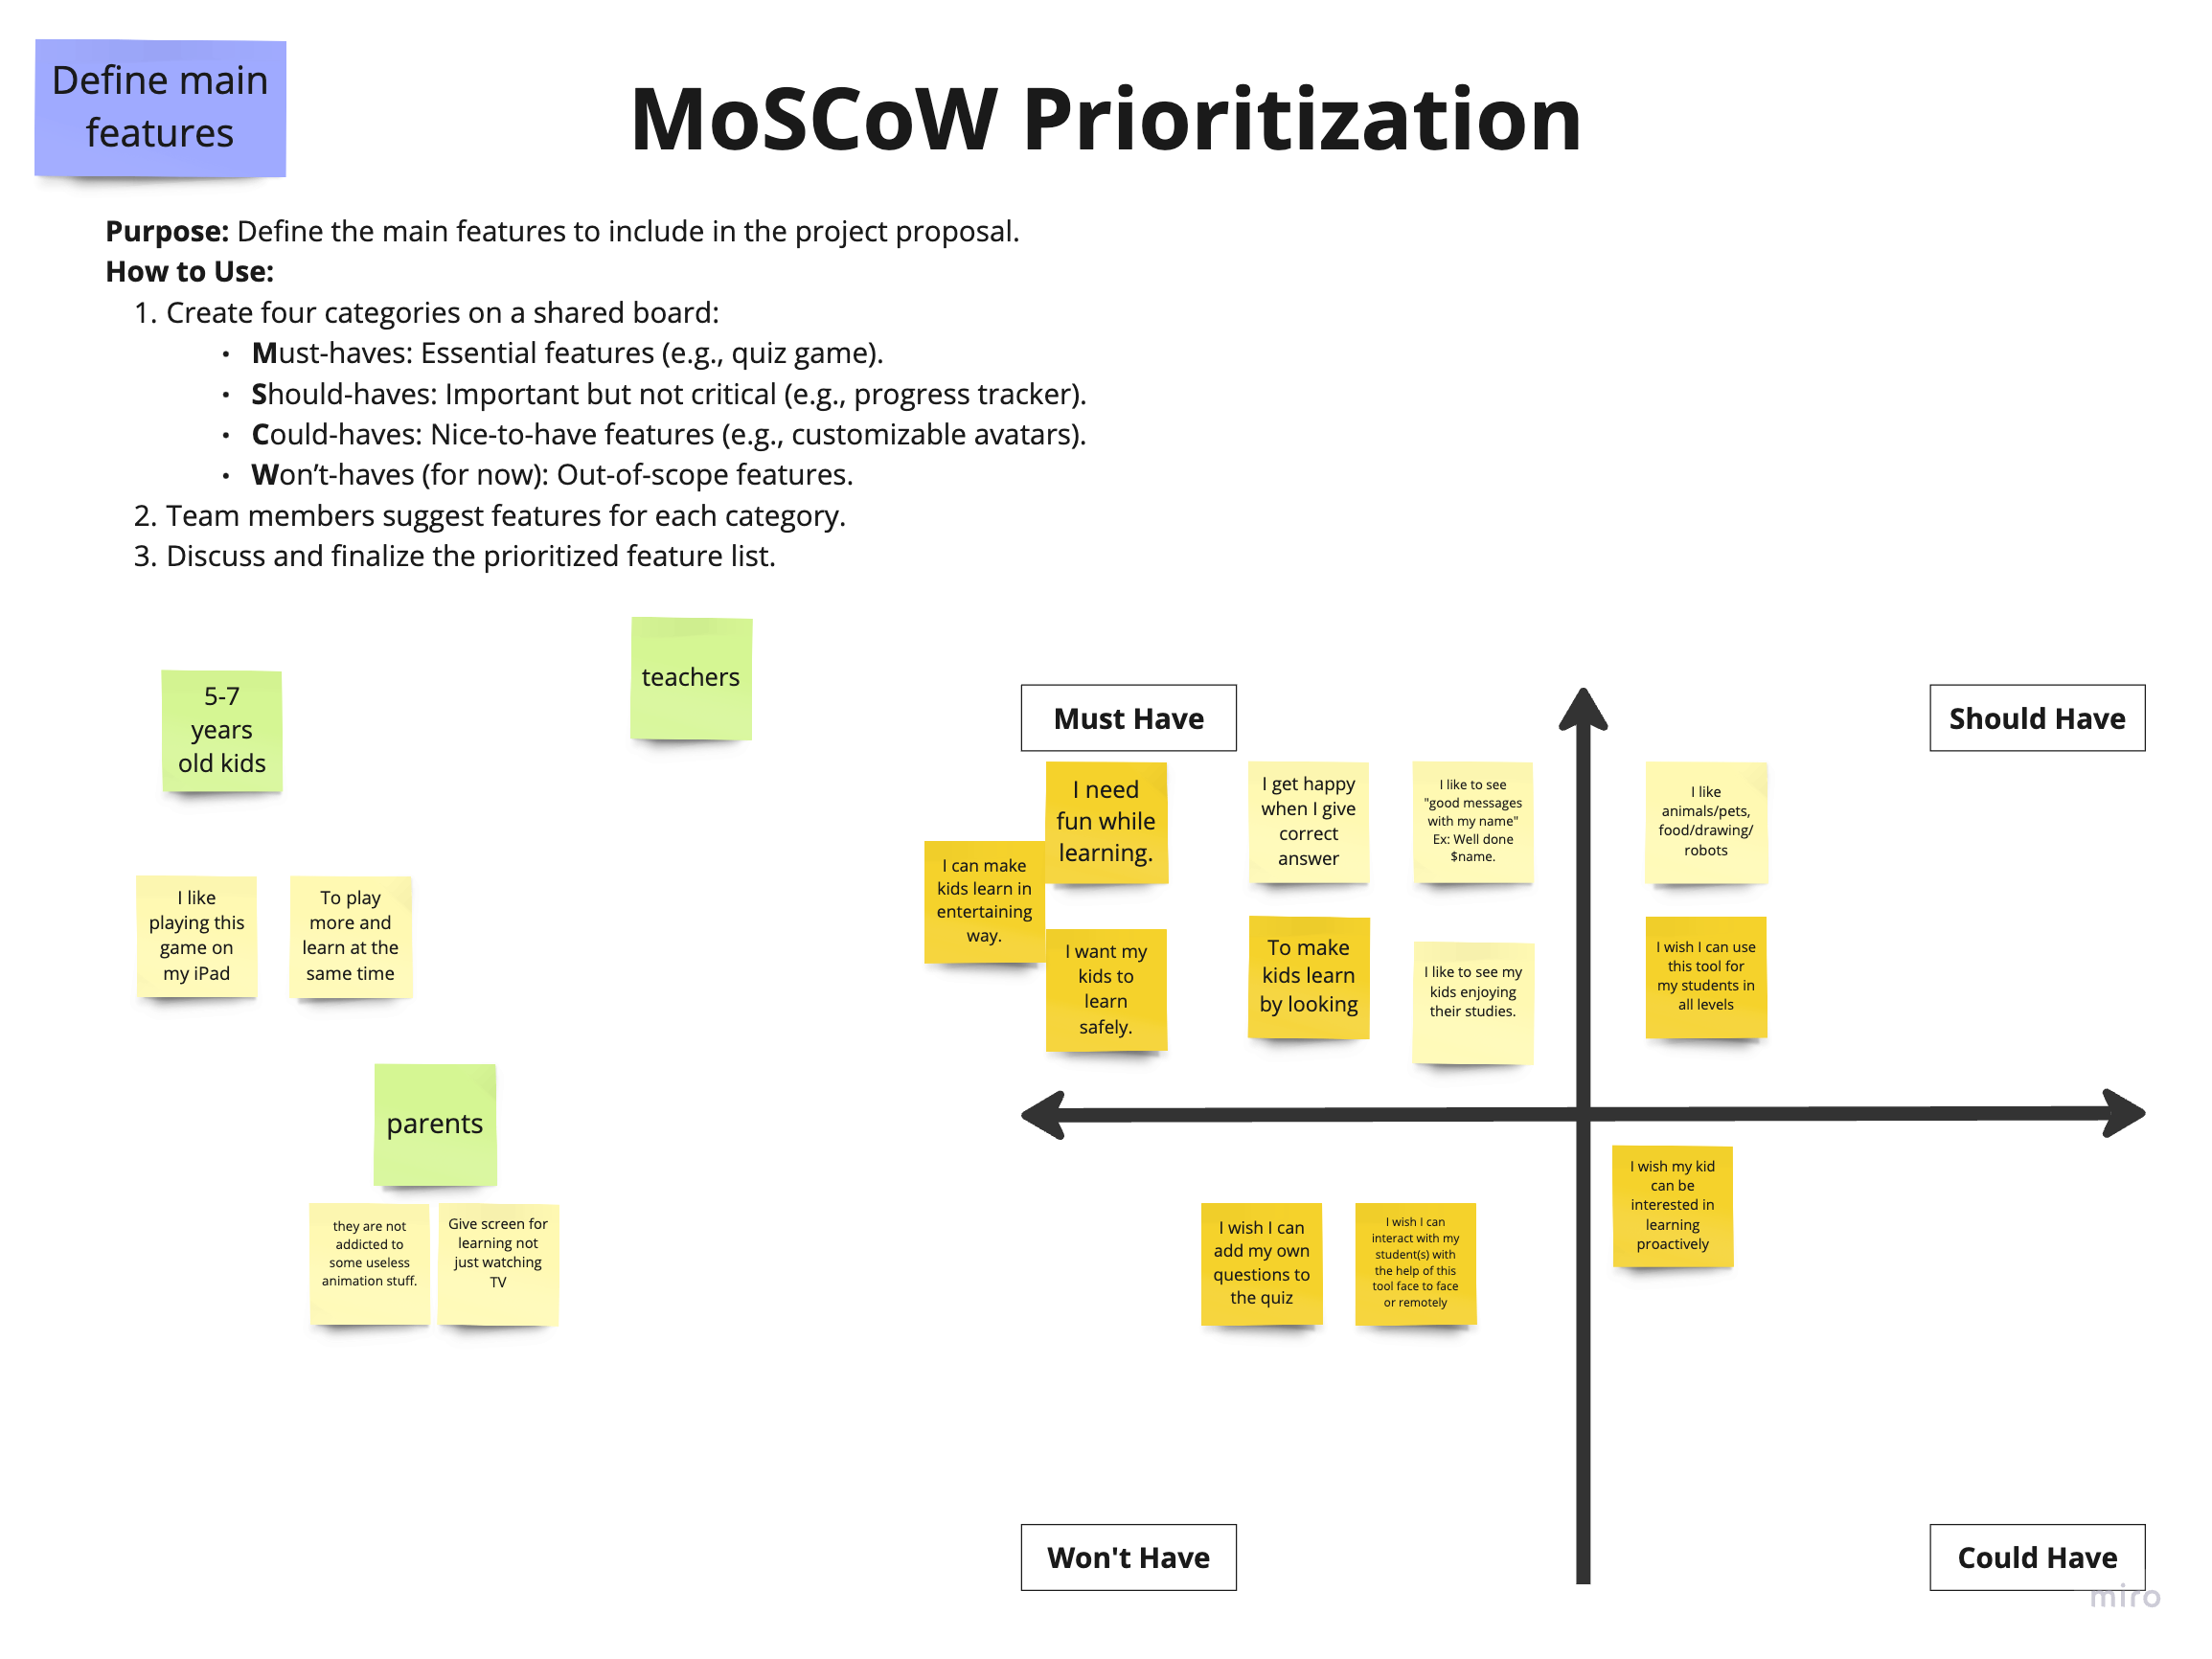 Define main
features
MoSCoW Prioritization
Purpose: Define the main features to include in the project proposal.
How to Use:
1. Create four categories on a shared board:
• Must-haves: Essential features (e.g., quiz game).
• Should-haves: Important but not critical (e.g., progress tracker).
• Could-haves: Nice-to-have features (e.g., customizable avatars).
• Won’t-haves (for now): Out-of-scope features.
2. Team members suggest features for each category.
3. Discuss and finalize the prioritized feature list.
5-7
years
old kids
teachers
I like
playing this
game on
my iPad
To play
more and
learn at the
same time
parents
they are not
addicted to
some useless
animation stuff.
Give screen for
learning not
just watching
TV
Must Have
Should Have
I can make
kids learn in
entertaining
way.
I need
fun while
learning.
I get happy
when I give
correct
answer
I like to see
"good messages
with my name"
Ex: Well done
$name.
I like
animals/pets,
food/drawing/
robots
I want my
kids to
learn
safely.
To make
kids learn
by looking
I like to see my
kids enjoying
their studies.
I wish I can use
this tool for
my students in
all levels
I wish I can
add my own
questions to
the quiz
I wish I can
interact with my
student(s) with
the help of this
tool face to face
or remotely
I wish my kid
can be
interested in
learning
proactively
Won't Have
Could Have
miro